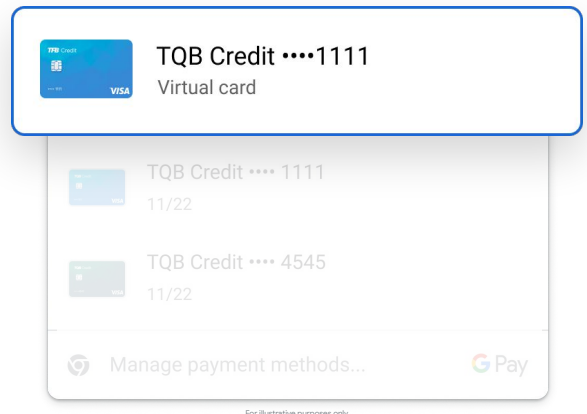 TQB Credit ••••1111
Virtual card
VISA
TQB Credit •••• 1111
11/22
TQB Credit •••• 4545
11/22
Manage payment methods...
G Pay
For illustrative purposes only